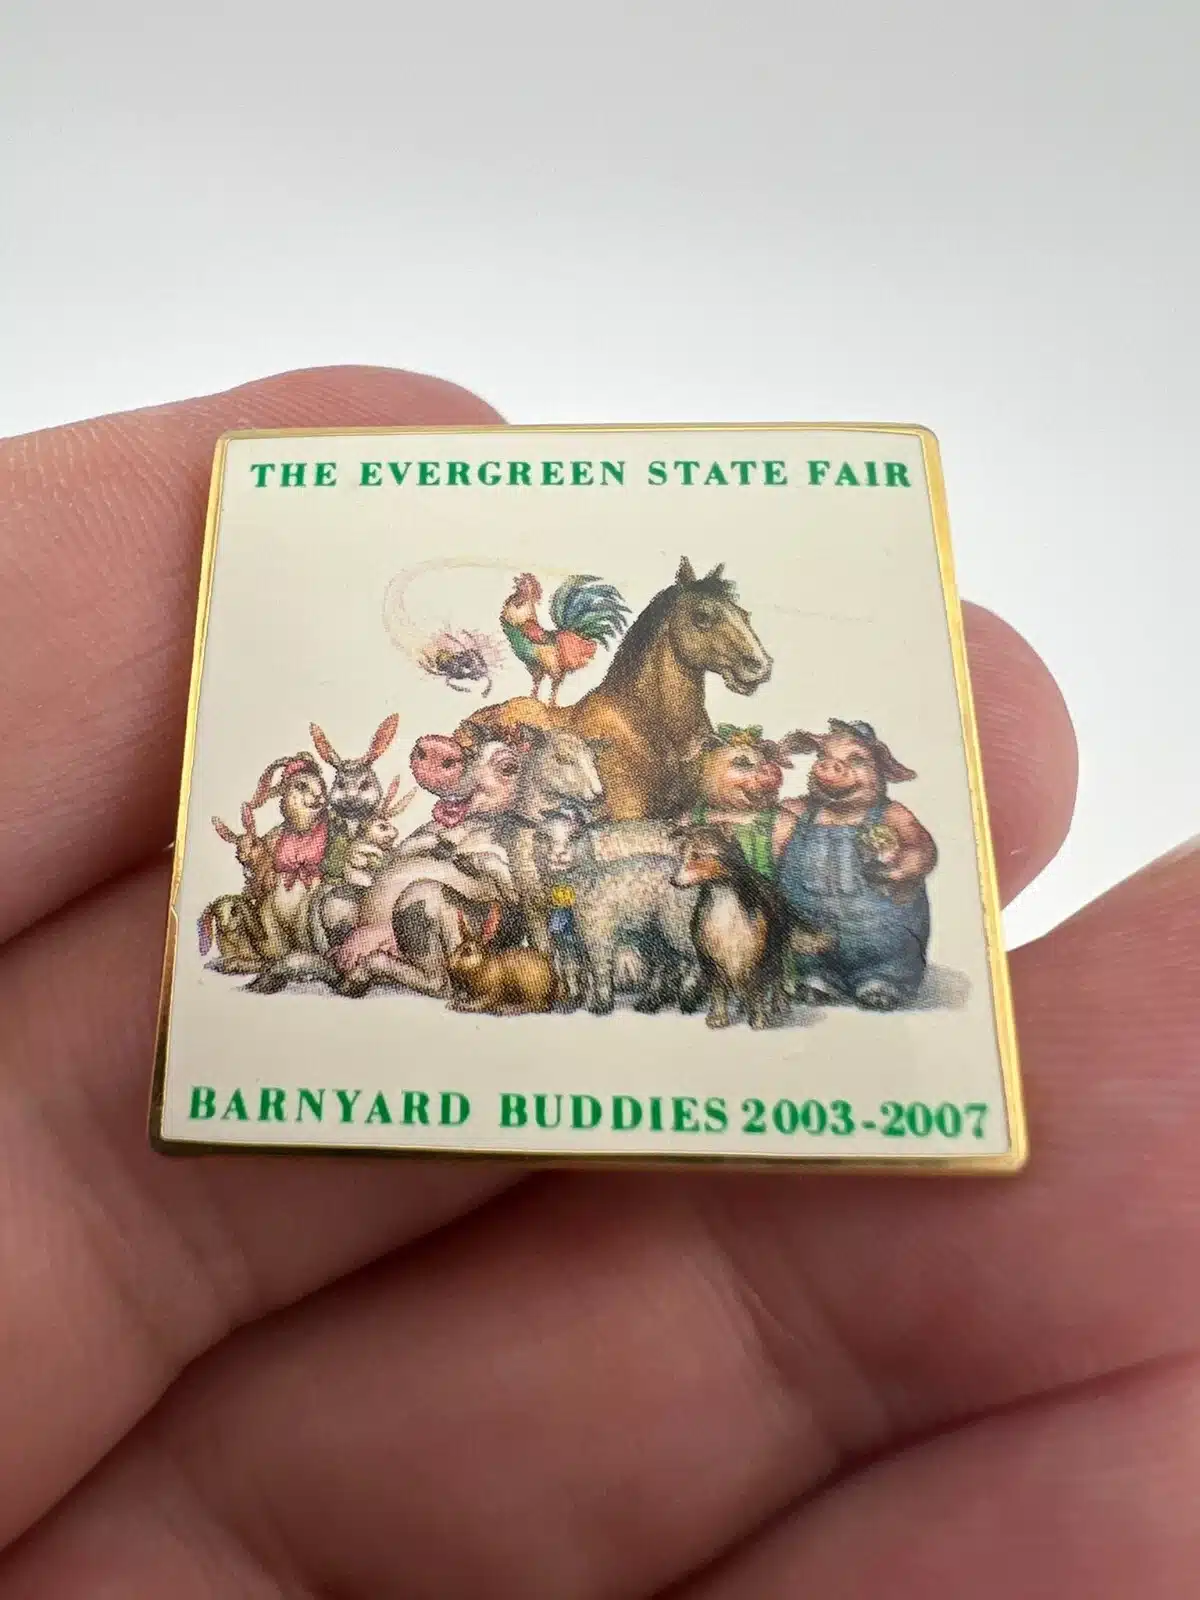 THE EVERGREEN STATE FAIR
BARNYARD BUDDIES 2003-2007